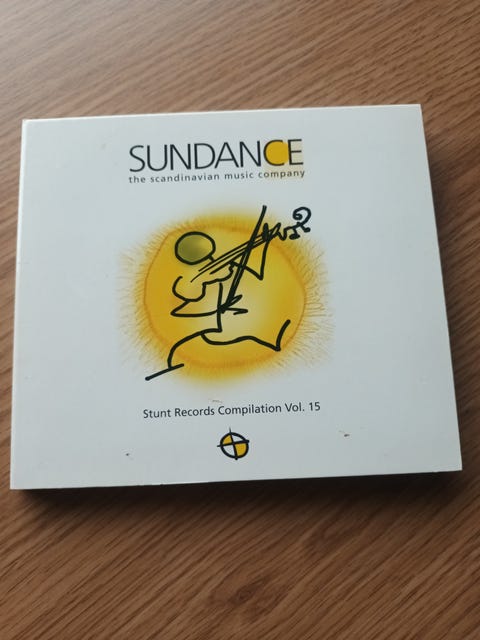 SUNDANCE
the scandinavian music company
Stunt Records Compilation Vol. 15